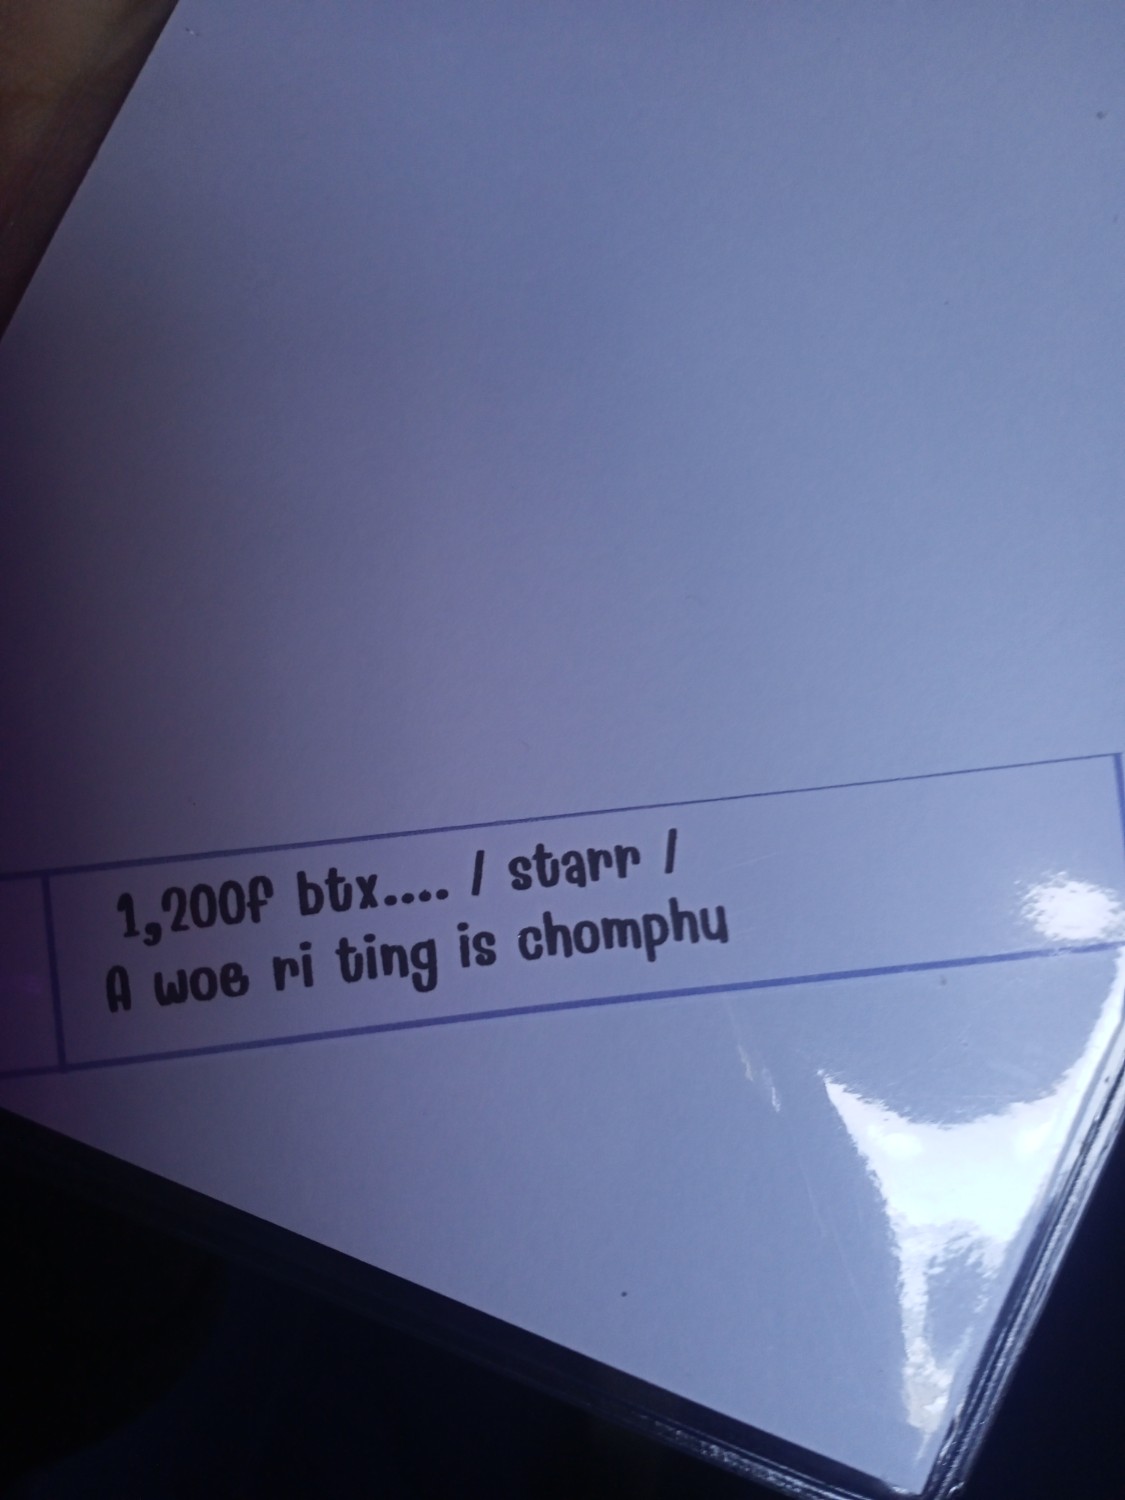 1,200f btx.... / starr /
A woe ri ting is chomphu